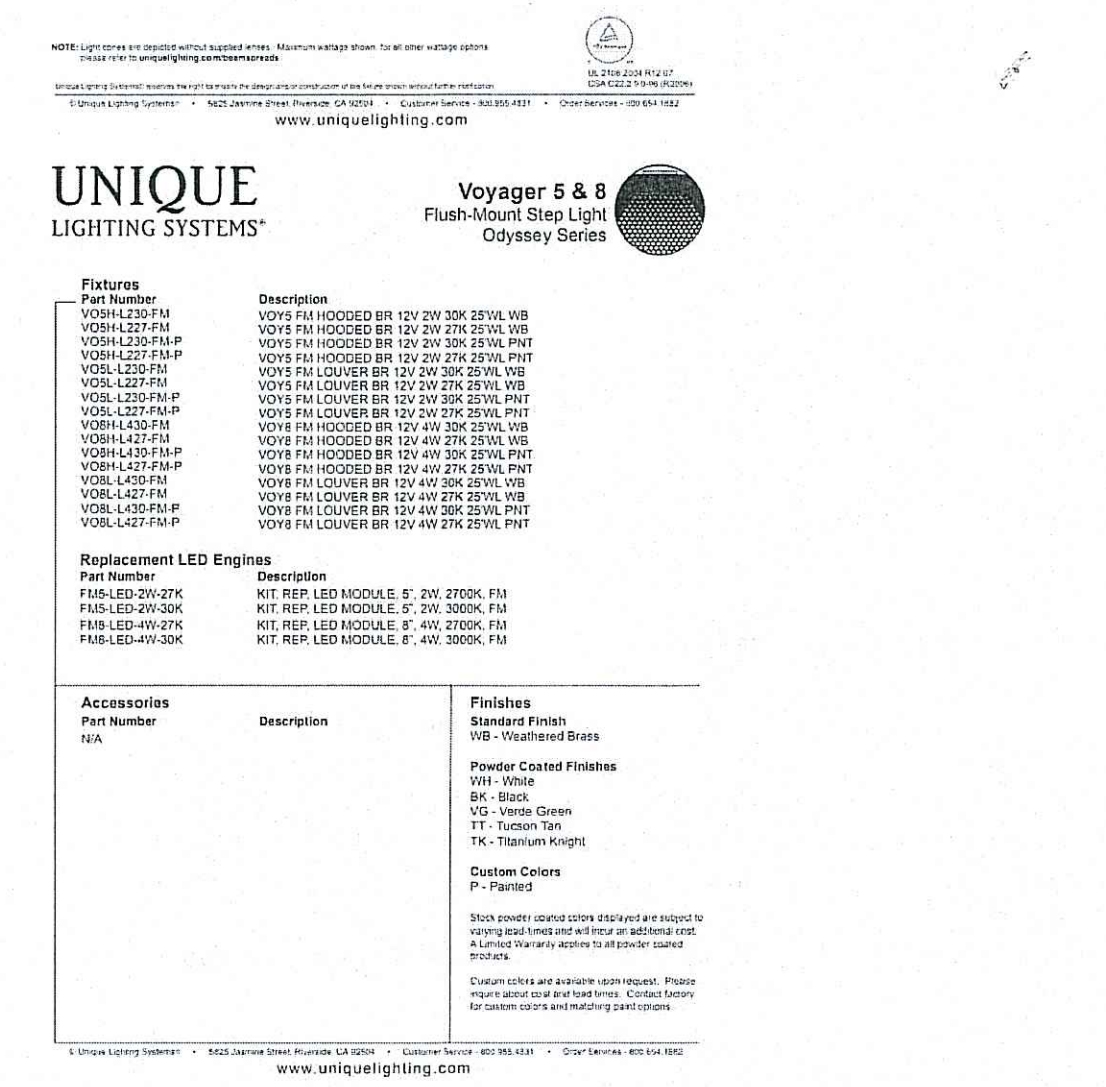 NOTE: Light cones are depicted without supplied lenses. Maximum wattage shown, for all other wattage options
please refer to uniquelighting.com/beamspreads
UL 2108 2004 R12-07
CSA C22.2 9.0-96 (R2006)
Unique Lighting Systems® reserves the right to modify the design and/or construction of the fixture shown without further notification
© Unique Lighting Systems® • 5825 Jasmine Street, Riverside, CA 92504 • Customer Service - 800.955.4831 • Order Services - 800.654.1882
www.uniquelighting.com
UNIQUE
LIGHTING SYSTEMS®
Voyager 5 & 8
Flush-Mount Step Light
Odyssey Series
Fixtures
Part Number Description
VO5H-L230-FM VOY5 FM HOODED BR 12V 2W 30K 25'WL WB
VO5H-L227-FM VOY5 FM HOODED BR 12V 2W 27K 25'WL WB
VO5H-L230-FM-P VOY5 FM HOODED BR 12V 2W 30K 25'WL PNT
VO5H-L227-FM-P VOY5 FM HOODED BR 12V 2W 27K 25'WL PNT
VO5L-L230-FM VOY5 FM LOUVER BR 12V 2W 30K 25'WL WB
VO5L-L227-FM VOY5 FM LOUVER BR 12V 2W 27K 25'WL WB
VO5L-L230-FM-P VOY5 FM LOUVER BR 12V 2W 30K 25'WL PNT
VO5L-L227-FM-P VOY5 FM LOUVER BR 12V 2W 27K 25'WL PNT
VO8H-L430-FM VOY8 FM HOODED BR 12V 4W 30K 25'WL WB
VO8H-L427-FM VOY8 FM HOODED BR 12V 4W 27K 25'WL WB
VO8H-L430-FM-P VOY8 FM HOODED BR 12V 4W 30K 25'WL PNT
VO8H-L427-FM-P VOY8 FM HOODED BR 12V 4W 27K 25'WL PNT
VO8L-L430-FM VOY8 FM LOUVER BR 12V 4W 30K 25'WL WB
VO8L-L427-FM VOY8 FM LOUVER BR 12V 4W 27K 25'WL WB
VO8L-L430-FM-P VOY8 FM LOUVER BR 12V 4W 30K 25'WL PNT
VO8L-L427-FM-P VOY8 FM LOUVER BR 12V 4W 27K 25'WL PNT
Replacement LED Engines
Part Number Description
FM5-LED-2W-27K KIT, REP, LED MODULE, 5", 2W, 2700K, FM
FM5-LED-2W-30K KIT, REP, LED MODULE, 5", 2W, 3000K, FM
FM8-LED-4W-27K KIT, REP, LED MODULE, 8", 4W, 2700K, FM
FM8-LED-4W-30K KIT, REP, LED MODULE, 8", 4W, 3000K, FM
Accessories
Part Number Description
N/A
Finishes
Standard Finish
WB - Weathered Brass
Powder Coated Finishes
WH - White
BK - Black
VG - Verde Green
TT - Tucson Tan
TK - Titanium Knight
Custom Colors
P - Painted
Stock powder coated colors displayed are subject to
varying lead-times and will incur an additional cost.
A Limited Warranty applies to all powder coated
products.
Custom colors are available upon request. Please
inquire about cost and lead times. Contact factory
for custom colors and matching paint options.
© Unique Lighting Systems® • 5825 Jasmine Street, Riverside, CA 92504 • Customer Service - 800.955.4831 • Order Services - 800.654.1882
www.uniquelighting.com